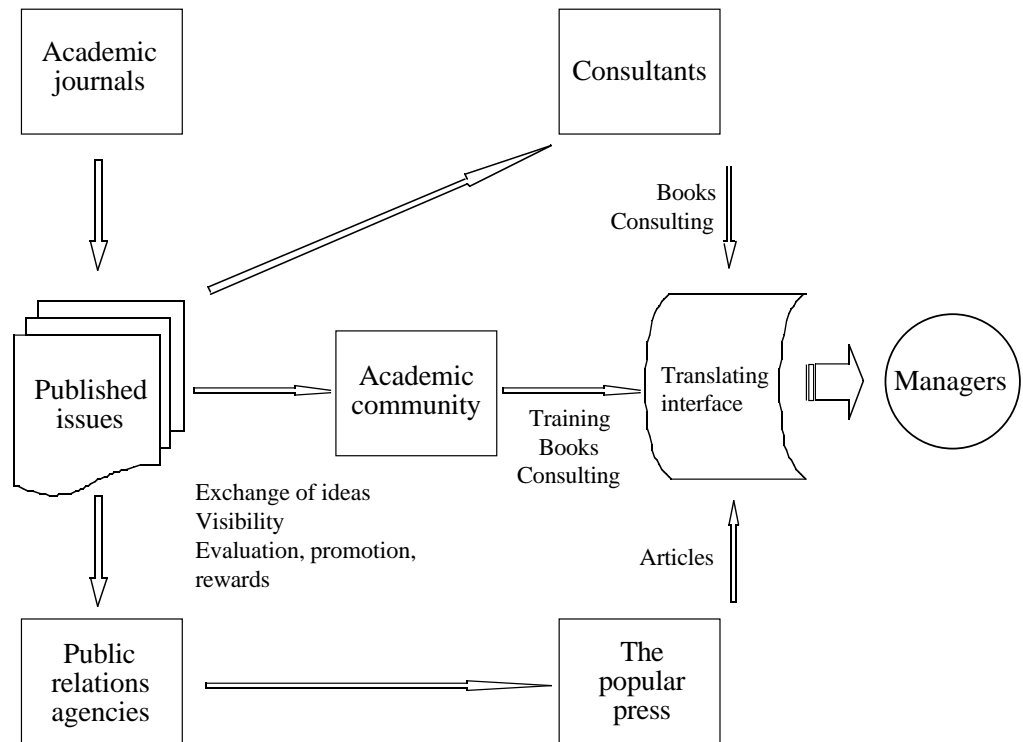 Academic
journals
Consultants
Books
Consulting
Published
issues
Academic
community
Training
Books
Consulting
Translating
interface
Managers
Exchange of ideas
Visibility
Evaluation, promotion,
rewards
Articles
Public
relations
agencies
The
popular
press